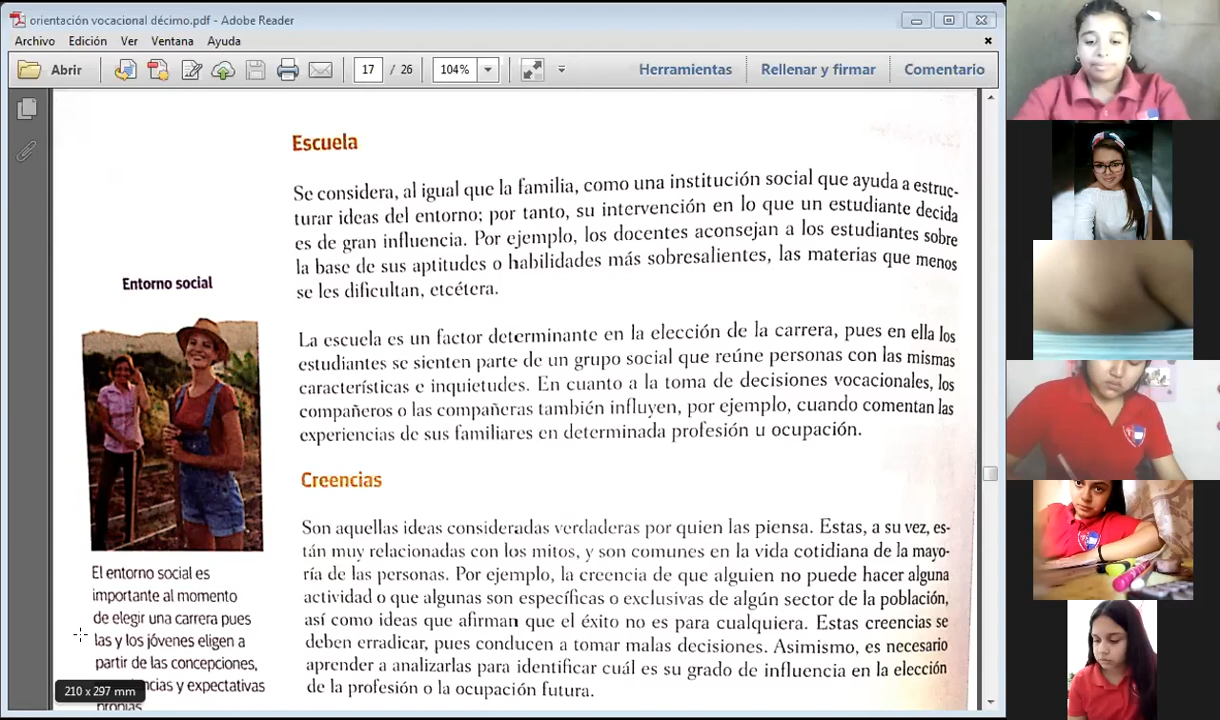 orientación vocacional décimo.pdf - Adobe Reader
Archivo Edición Ver Ventana Ayuda
Abrir 17 / 26 104% Herramientas Rellenar y firmar Comentario
Escuela
Se considera, al igual que la familia, como una institución social que ayuda a estruc-
turar ideas del entorno; por tanto, su intervención en lo que un estudiante decida
es de gran influencia. Por ejemplo, los docentes aconsejan a los estudiantes sobre
la base de sus aptitudes o habilidades más sobresalientes, las materias que menos
se les dificultan, etcétera.
La escuela es un factor determinante en la elección de la carrera, pues en ella los
estudiantes se sienten parte de un grupo social que reúne personas con las mismas
características e inquietudes. En cuanto a la toma de decisiones vocacionales, los
compañeros o las compañeras también influyen, por ejemplo, cuando comentan las
experiencias de sus familiares en determinada profesión u ocupación.
Creencias
Son aquellas ideas consideradas verdaderas por quien las piensa. Estas, a su vez, es-
tán muy relacionadas con los mitos, y son comunes en la vida cotidiana de la mayo-
ría de las personas. Por ejemplo, la creencia de que alguien no puede hacer alguna
actividad o que algunas son específicas o exclusivas de algún sector de la población,
así como ideas que afirman que el éxito no es para cualquiera. Estas creencias se
deben erradicar, pues conducen a tomar malas decisiones. Asimismo, es necesario
aprender a analizarlas para identificar cuál es su grado de influencia en la elección
de la profesión o la ocupación futura.
Entorno social
El entorno social es
importante al momento
de elegir una carrera pues
las y los jóvenes eligen a
partir de las concepciones,
y expectativas
propias
210 x 297 mm